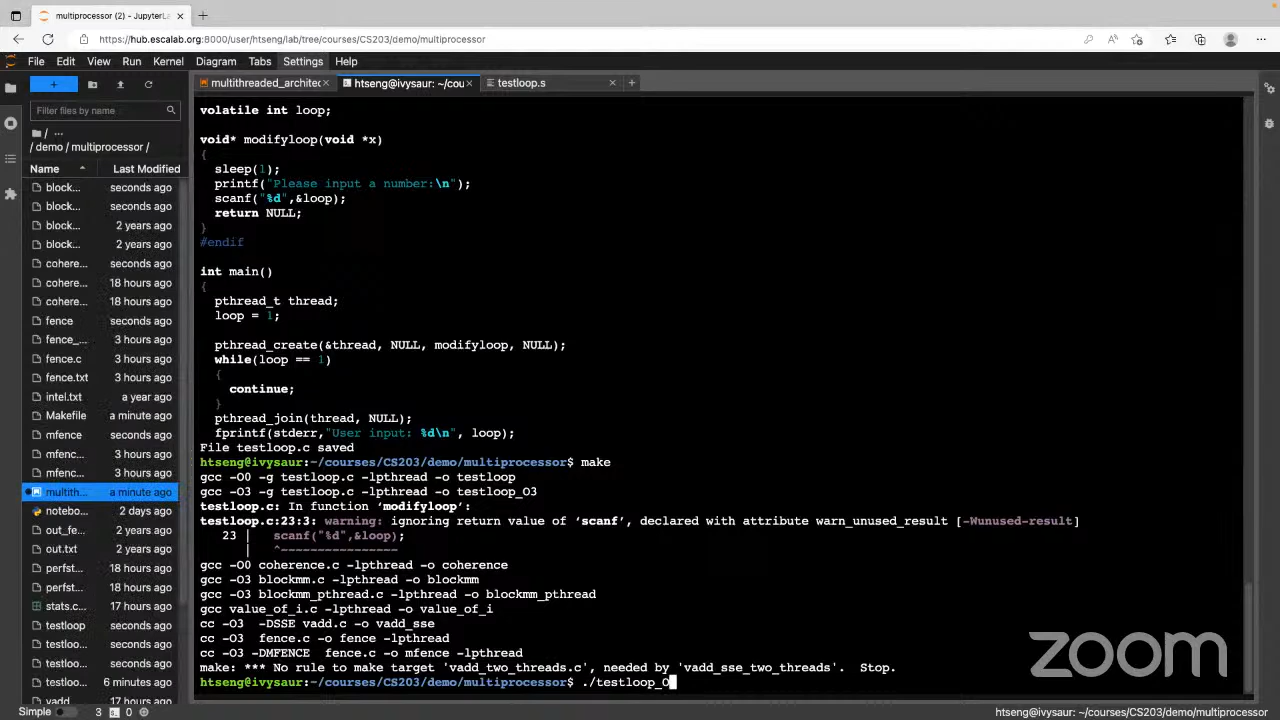 multiprocessor (2) - JupyterLa
https://hub.escalab.org:8000/user/htseng/lab/tree/courses/CS203/demo/multiprocessor
File Edit View Run Kernel Diagram Tabs Settings Help
multithreaded_architec
htseng@ivysaur: ~/cou
testloop.s
Filter files by name
/ ...
/ demo / multiprocessor /
Name Last Modified
block... seconds ago
block... seconds ago
block... 2 years ago
block... 2 years ago
cohere... seconds ago
cohere... 18 hours ago
cohere... 18 hours ago
fence seconds ago
fence_... 3 hours ago
fence.c 3 hours ago
fence.txt 3 hours ago
intel.txt a year ago
Makefile a minute ago
mfence seconds ago
mfenc... 3 hours ago
mfenc... 3 hours ago
multith... a minute ago
notebo... 2 days ago
out_fe... 2 years ago
out.txt 2 years ago
perfst... 18 hours ago
perfst... 18 hours ago
stats.c... 17 hours ago
testloop seconds ago
testloo... seconds ago
testloo... seconds ago
testloo... 6 minutes ago
vadd 17 hours ago
volatile int loop;
void* modifyloop(void *x)
{
sleep(1);
printf("Please input a number:\n");
scanf("%d",&loop);
return NULL;
}
#endif
int main()
{
pthread_t thread;
loop = 1;
pthread_create(&thread, NULL, modifyloop, NULL);
while(loop == 1)
{
continue;
}
pthread_join(thread, NULL);
fprintf(stderr,"User input: %d\n", loop);
File testloop.c saved
htseng@ivysaur:~/courses/CS203/demo/multiprocessor$ make
gcc -O0 -g testloop.c -lpthread -o testloop
gcc -O3 -g testloop.c -lpthread -o testloop_O3
testloop.c: In function ‘modifyloop’:
testloop.c:23:3: warning: ignoring return value of ‘scanf’, declared with attribute warn_unused_result [-Wunused-result]
23 | scanf("%d",&loop);
| ^~~~~~~~~~~~~~~~~
gcc -O0 coherence.c -lpthread -o coherence
gcc -O3 blockmm.c -lpthread -o blockmm
gcc -O3 blockmm_pthread.c -lpthread -o blockmm_pthread
gcc value_of_i.c -lpthread -o value_of_i
cc -O3 -DSSE vadd.c -o vadd_sse
cc -O3 fence.c -o fence -lpthread
cc -O3 -DMFENCE fence.c -o mfence -lpthread
make: *** No rule to make target 'vadd_two_threads.c', needed by 'vadd_sse_two_threads'. Stop.
htseng@ivysaur:~/courses/CS203/demo/multiprocessor$ ./testloop_O
zoom
Simple 3 0 htseng@ivysaur: ~/courses/CS203/demo/multiprocessor